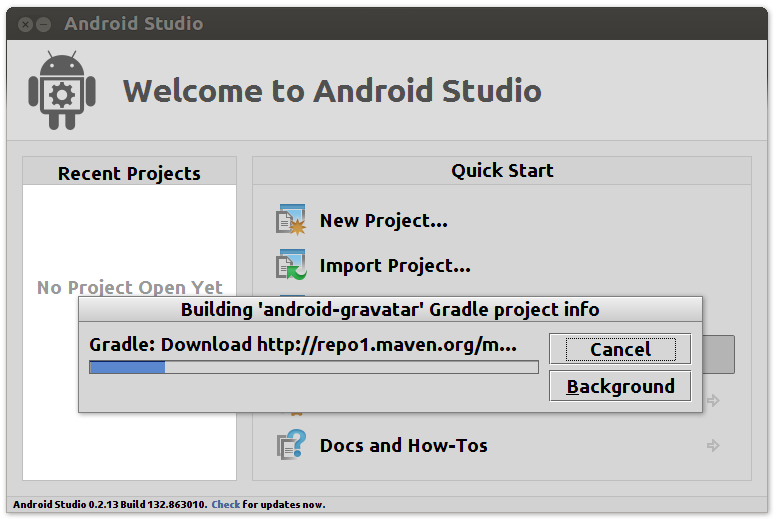 Android Studio
Welcome to Android Studio
Recent Projects
No Project Open Yet
Quick Start
New Project...
Import Project...
Building 'android-gravatar' Gradle project info
Gradle: Download http://repo1.maven.org/m...
Cancel
Background
Docs and How-Tos
Android Studio 0.2.13 Build 132.863010. Check for updates now.